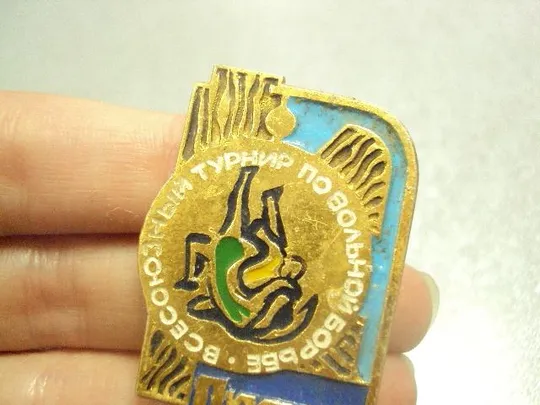 ВСЕСОЮЗНЫЙ ТУРНИР ПО ВОЛЬНОЙ БОРЬБЕ